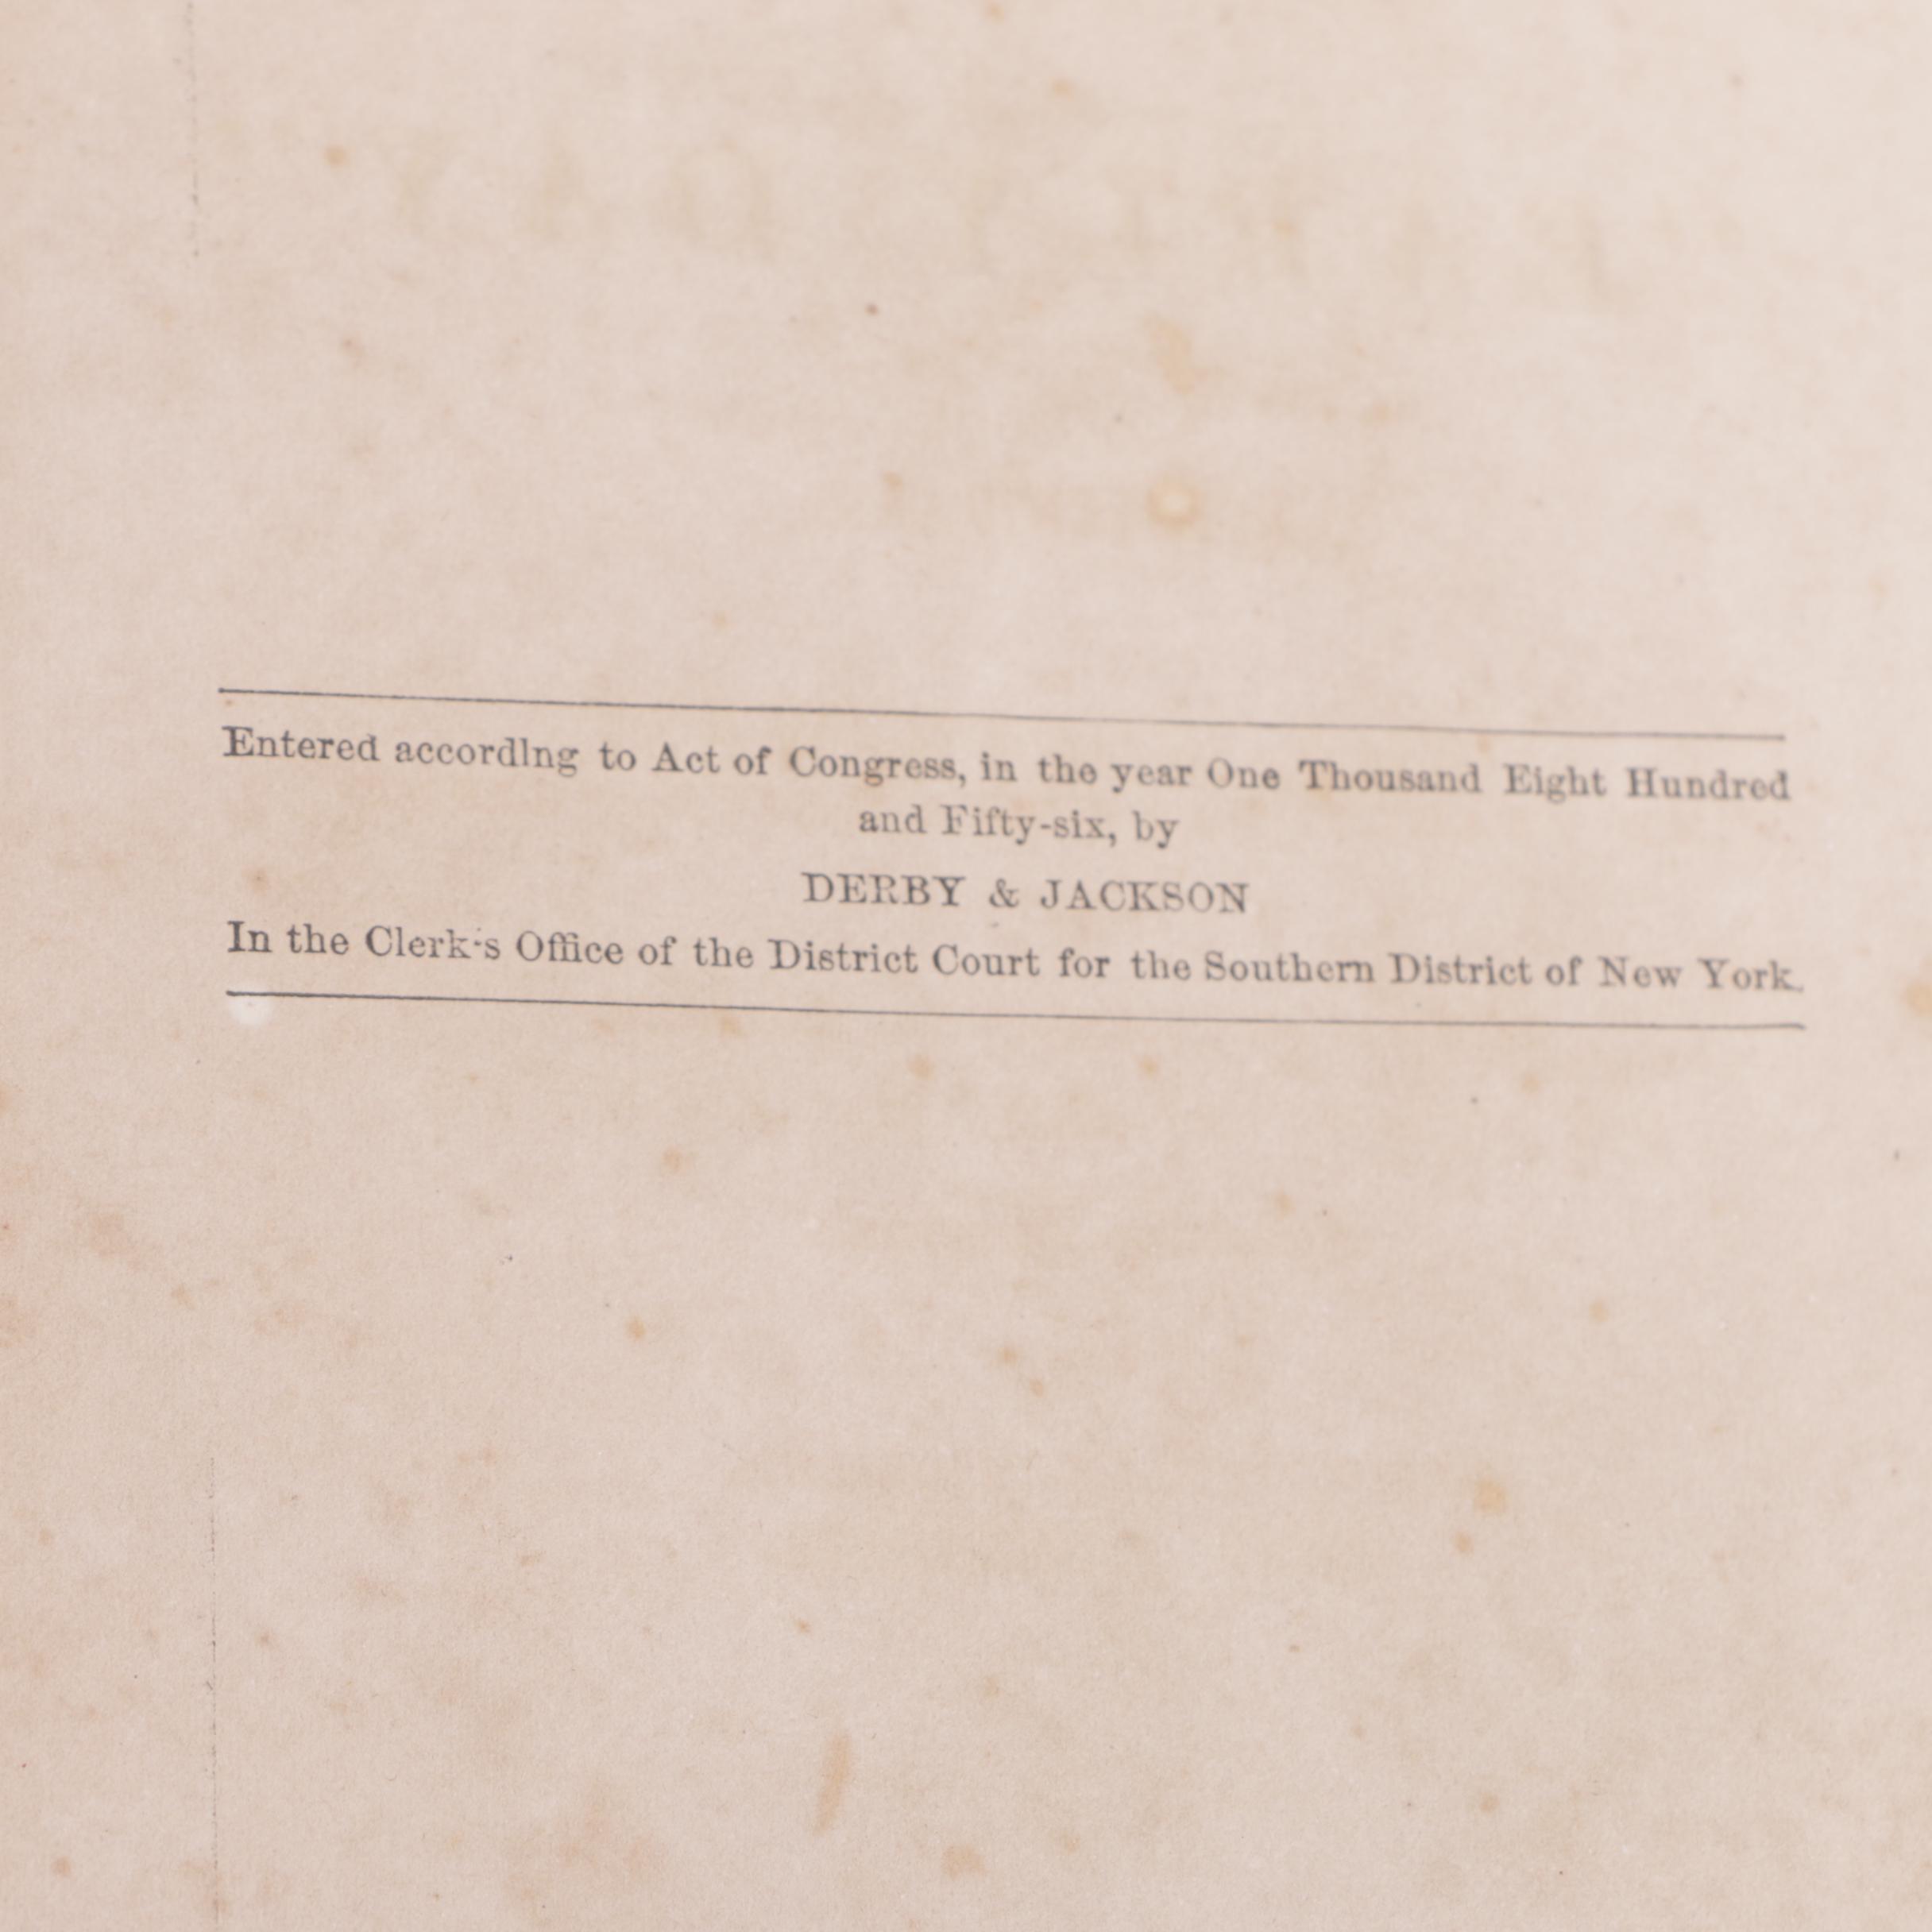 Entered according to Act of Congress, in the year One Thousand Eight Hundred
and Fifty-six, by
DERBY & JACKSON
In the Clerk's Office of the District Court for the Southern District of New York.